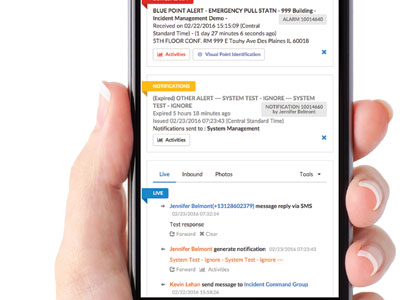 BLUE POINT ALERT - EMERGENCY PULL STATN - 999 Building -
Incident Management Demo -
ALARM 10014640
Received on 02/22/2016 15:15:09 (Central
Standard Time) - (1 day 27 minutes 6 seconds ago)
5TH FLOOR CONF. RM 999 E Touhy Ave Des Plaines IL 60018
Activities
Visual Point Identification
NOTIFICATIONS
(Expired) OTHER ALERT --- SYSTEM TEST - IGNORE --- SYSTEM
TEST - IGNORE
NOTIFICATION 10014660
by Jennifer Belmont
Expired 5 hours 18 minutes ago
Issued 02/23/2016 07:23:43 (Central Standard Time)
Notifications sent to : System Management
Activities
Live Inbound Photos Tools
LIVE
Jennifer Belmont(+13128602379) message reply via SMS
02/23/2016 07:32:14
Test response
Forward Clear
Jennifer Belmont generate notification: 02/23/2016 07:23:43
System Test - Ignore - System Test - Ignore ---
Forward Activities
Kevin Lehan send message to Incident Command Group
02/22/2016 15:18:26